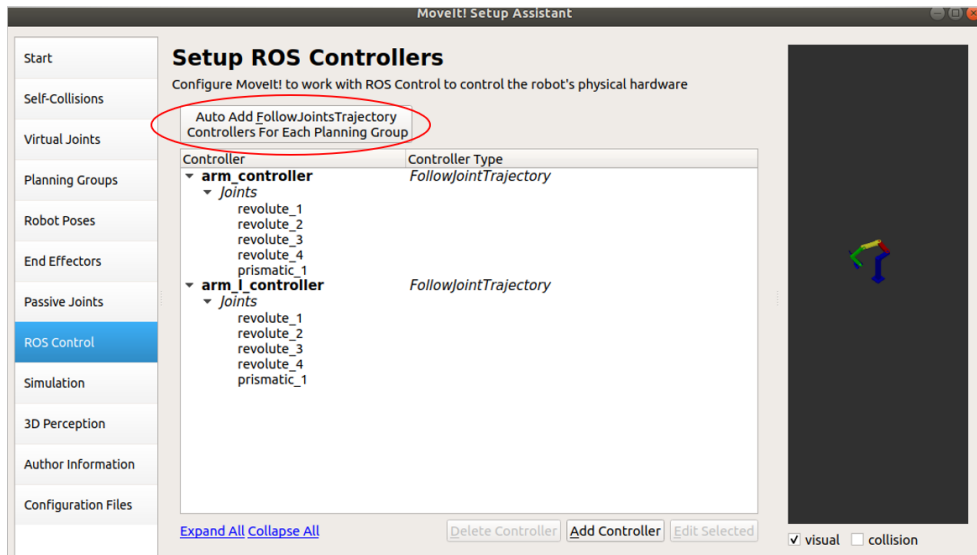 MoveIt! Setup Assistant
Start
Self-Collisions
Virtual Joints
Planning Groups
Robot Poses
End Effectors
Passive Joints
ROS Control
Simulation
3D Perception
Author Information
Configuration Files
Setup ROS Controllers
Configure MoveIt! to work with ROS Control to control the robot's physical hardware
Auto Add FollowJointsTrajectory
Controllers For Each Planning Group
Controller Controller Type
arm_controller FollowJointTrajectory
Joints
revolute_1
revolute_2
revolute_3
revolute_4
prismatic_1
arm_l_controller FollowJointTrajectory
Joints
revolute_1
revolute_2
revolute_3
revolute_4
prismatic_1
Expand All Collapse All Delete Controller Add Controller Edit Selected
visual collision